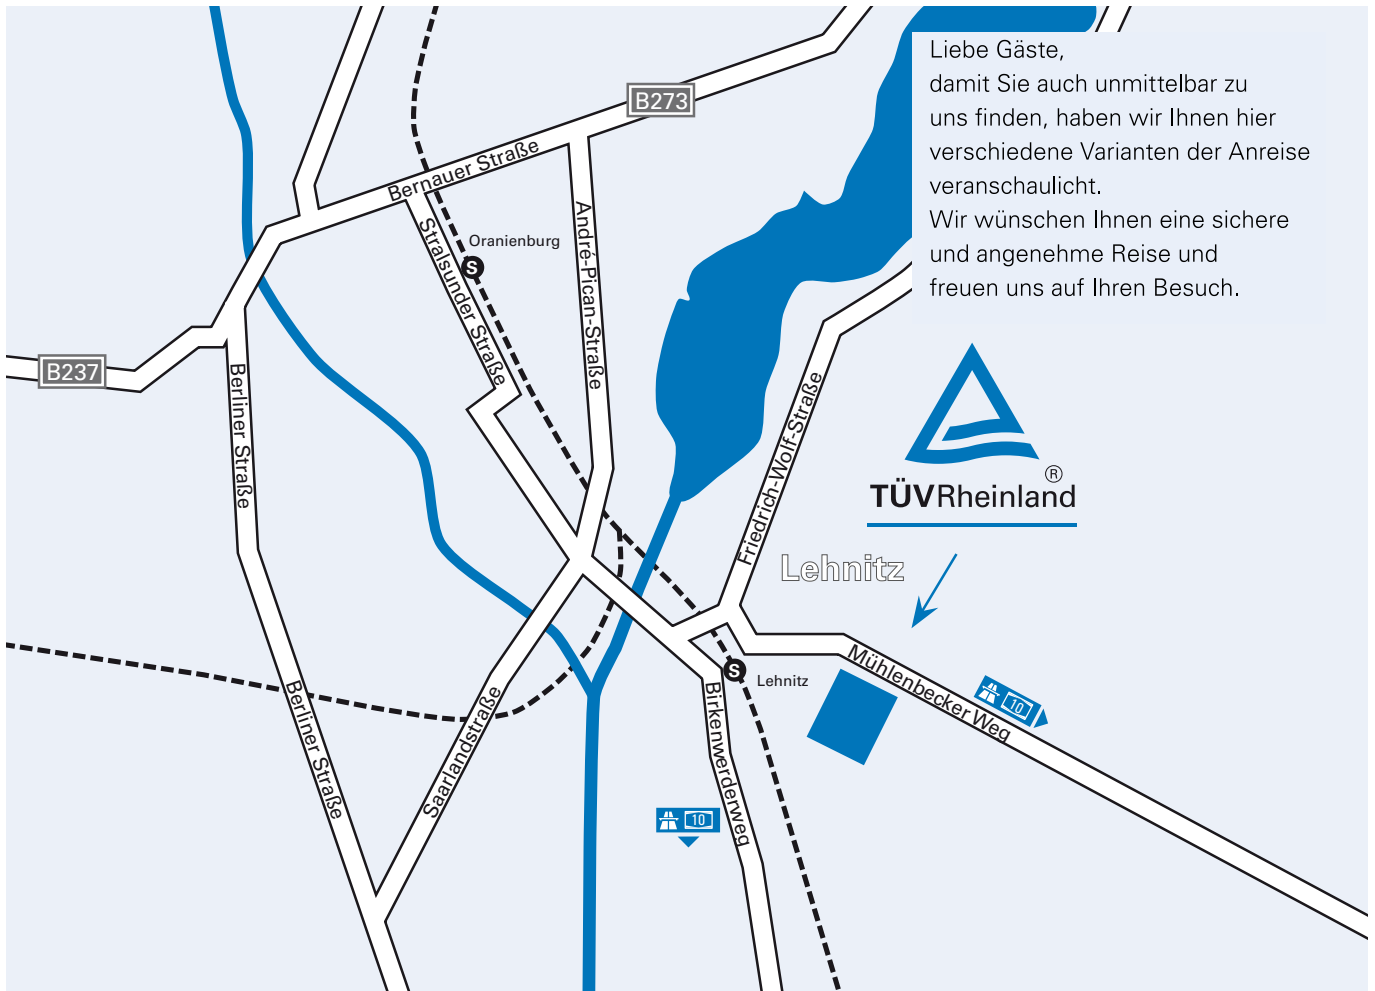 Liebe Gäste,
damit Sie auch unmittelbar zu
uns finden, haben wir Ihnen hier
verschiedene Varianten der Anreise
veranschaulicht.
Wir wünschen Ihnen eine sichere
und angenehme Reise und
freuen uns auf Ihren Besuch.
B273
Bernauer Straße
Stralsunder Straße
Oranienburg
S
André-Pican-Straße
B237
Berliner Straße
Friedrich-Wolf-Straße
®
TÜVRheinland
Lehnitz
S
Lehnitz
Mühlenbecker Weg
10
Berliner Straße
Saarlandstraße
Birkenwerderweg
10